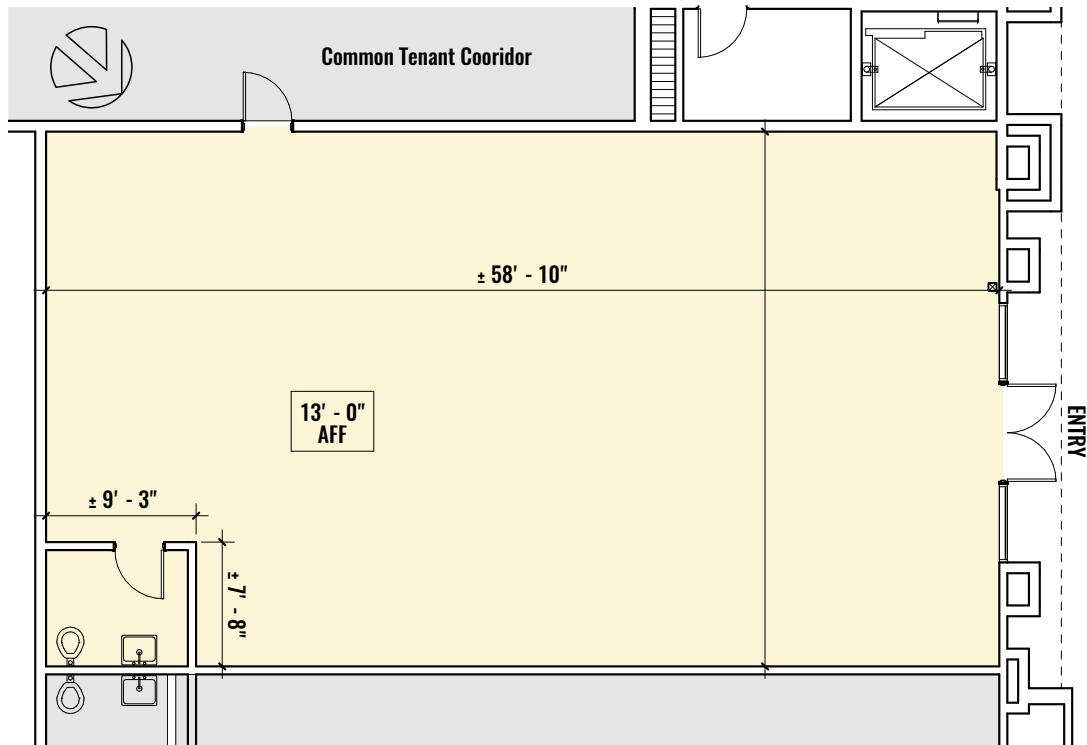 Common Tenant Cooridor
± 58' - 10"
13' - 0"
AFF
ENTRY
± 9' - 3"
± 7' - 8"